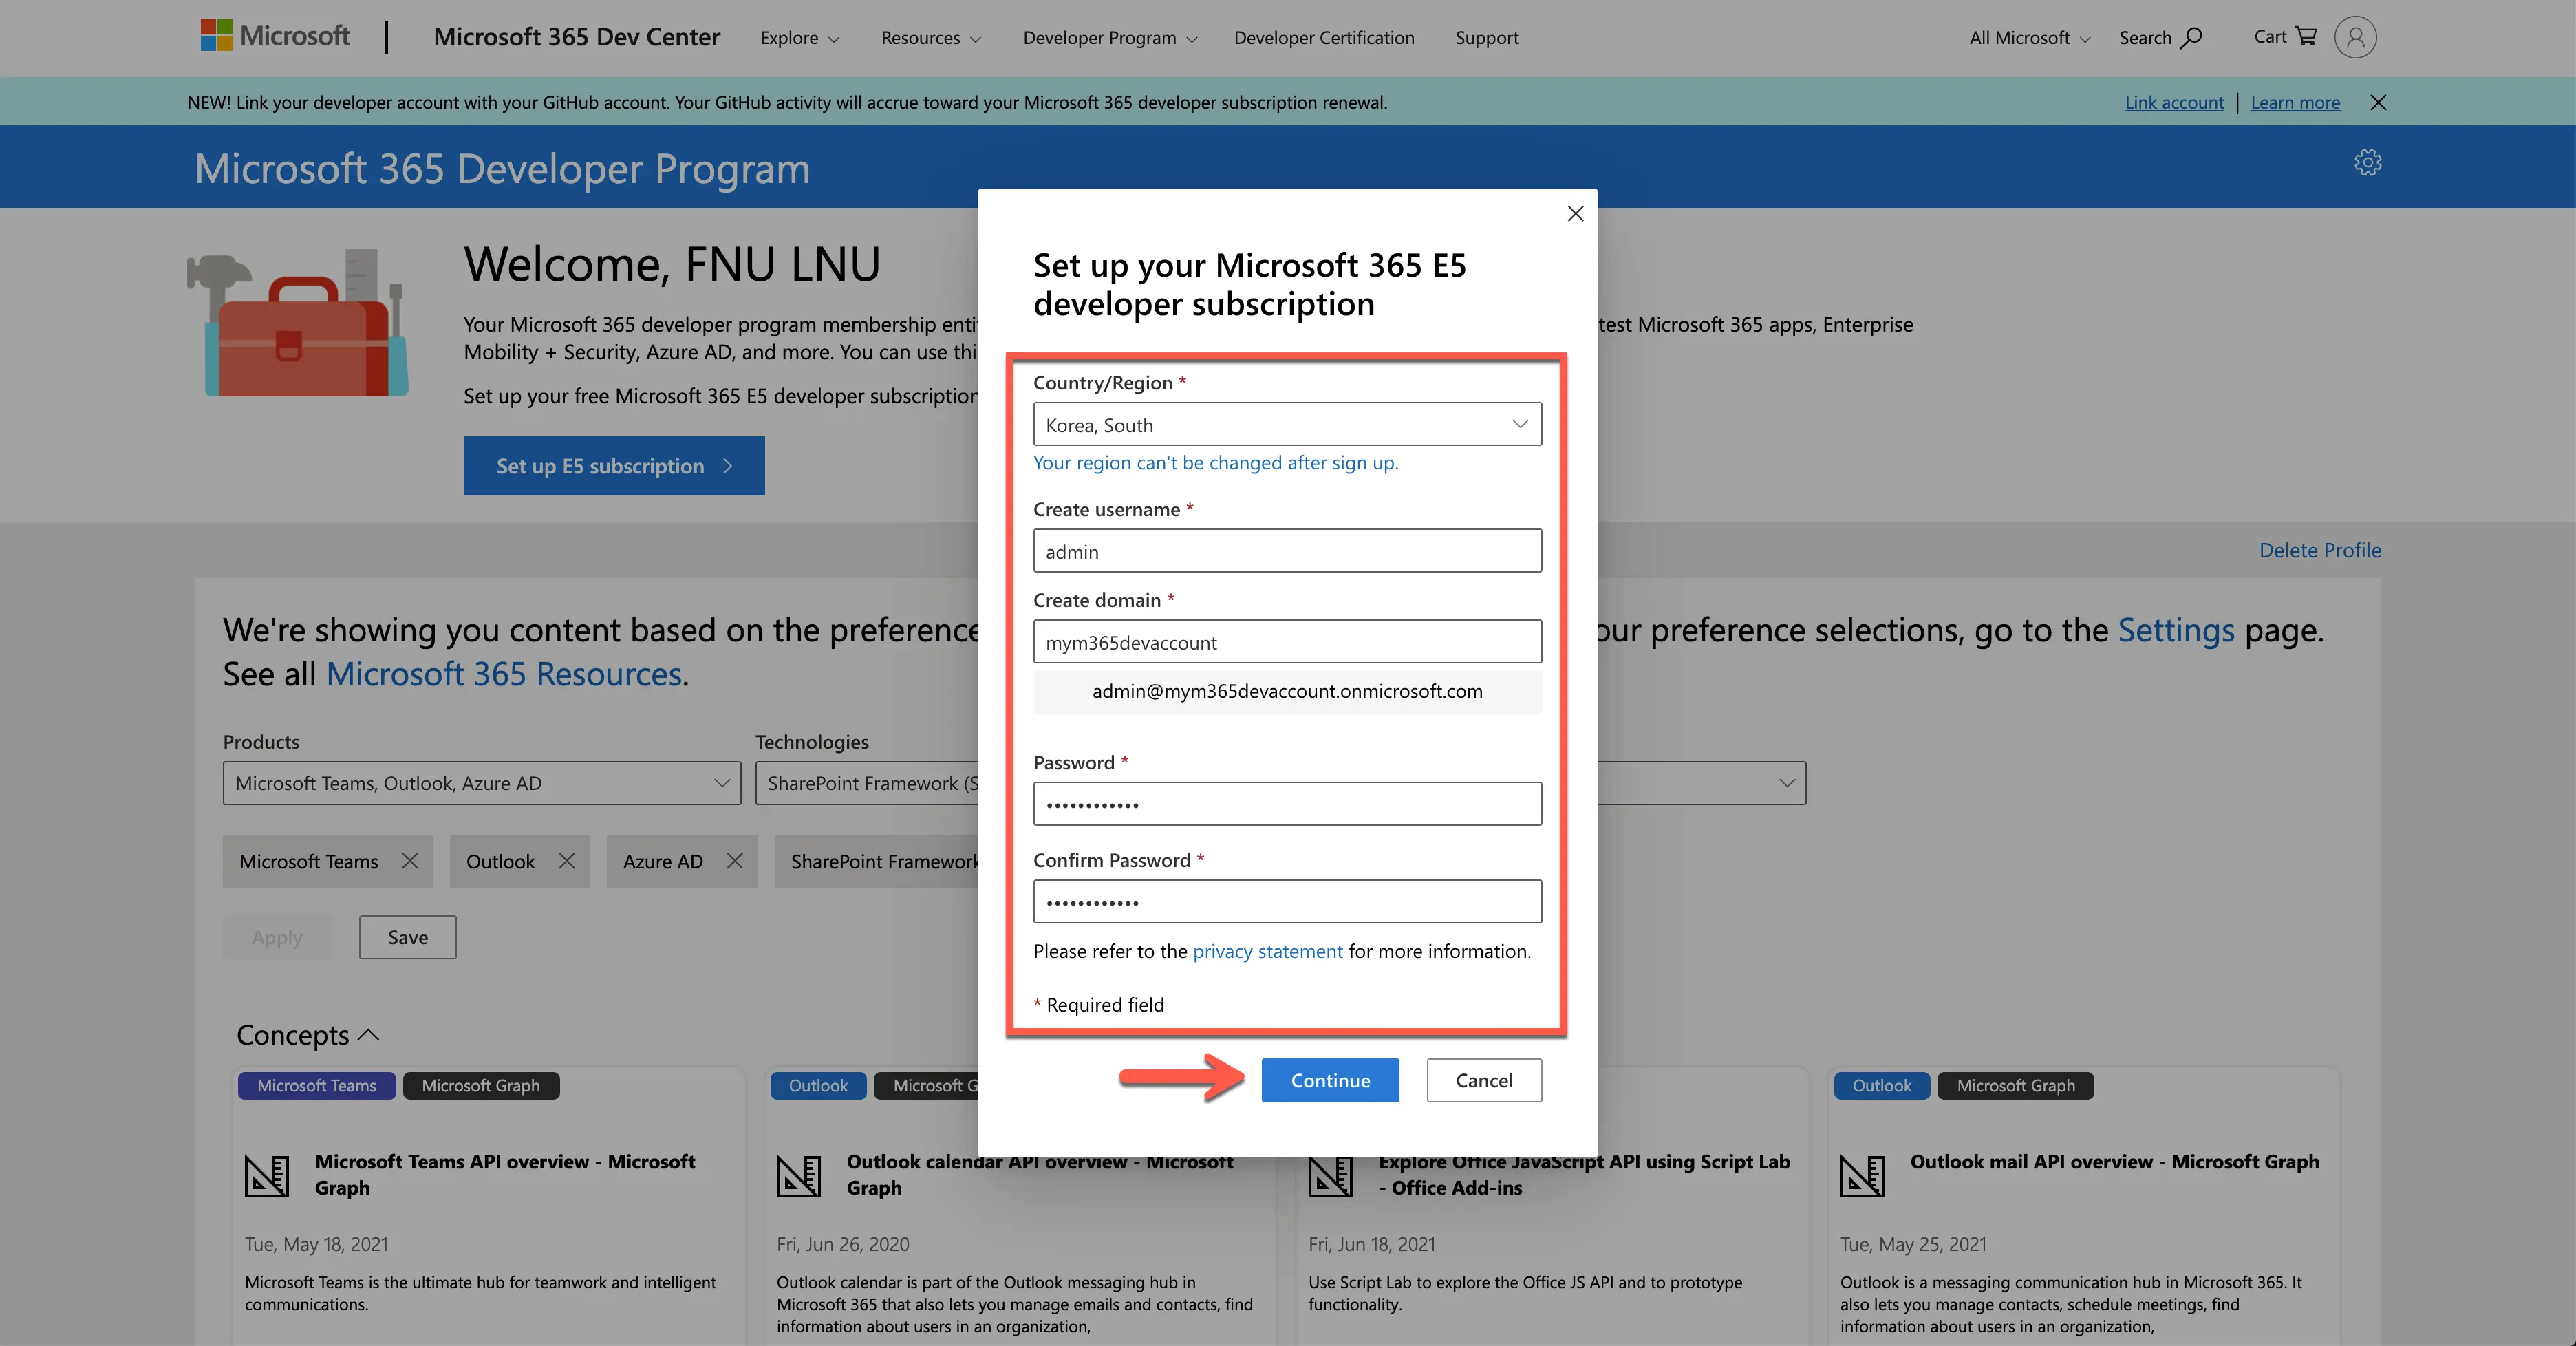 Microsoft
Microsoft 365 Dev Center
Explore
Resources
Developer Program
Developer Certification
Support
All Microsoft
Search
Cart
NEW! Link your developer account with your GitHub account. Your GitHub activity will accrue toward your Microsoft 365 developer subscription renewal.
Link account
Learn more
Microsoft 365 Developer Program
Welcome, FNU LNU
Your Microsoft 365 developer program membership
test Microsoft 365 apps, Enterprise
Mobility + Security, Azure AD, and more. You can use
Set up your free Microsoft 365 E5 developer subscription
Set up E5 subscription
Delete Profile
We're showing you content based on the preference
our preference selections, go to the Settings page.
See all Microsoft 365 Resources.
Products
Technologies
Microsoft Teams, Outlook, Azure AD
SharePoint Framework (S
Microsoft Teams
Outlook
Azure AD
SharePoint Framework
Apply
Save
Concepts
Microsoft Teams
Microsoft Graph
Microsoft Teams API overview - Microsoft
Graph
Tue, May 18, 2021
Microsoft Teams is the ultimate hub for teamwork and intelligent
communications.
Outlook
Microsoft G
Outlook calendar API overview - Microsoft
Graph
Fri, Jun 26, 2020
Outlook calendar is part of the Outlook messaging hub in
Microsoft 365 that also lets you manage emails and contacts, find
information about users in an organization,
Explore Office JavaScript API using Script Lab
- Office Add-ins
Fri, Jun 18, 2021
Use Script Lab to explore the Office JS API and to prototype
functionality.
Outlook
Microsoft Graph
Outlook mail API overview - Microsoft Graph
Tue, May 25, 2021
Outlook is a messaging communication hub in Microsoft 365. It
also lets you manage contacts, schedule meetings, find
information about users in an organization,
Set up your Microsoft 365 E5
developer subscription
Country/Region *
Korea, South
Your region can't be changed after sign up.
Create username *
admin
Create domain *
mym365devaccount
admin@mym365devaccount.onmicrosoft.com
Password *
••••••••••••
Confirm Password *
••••••••••••
Please refer to the privacy statement for more information.
* Required field
Continue
Cancel